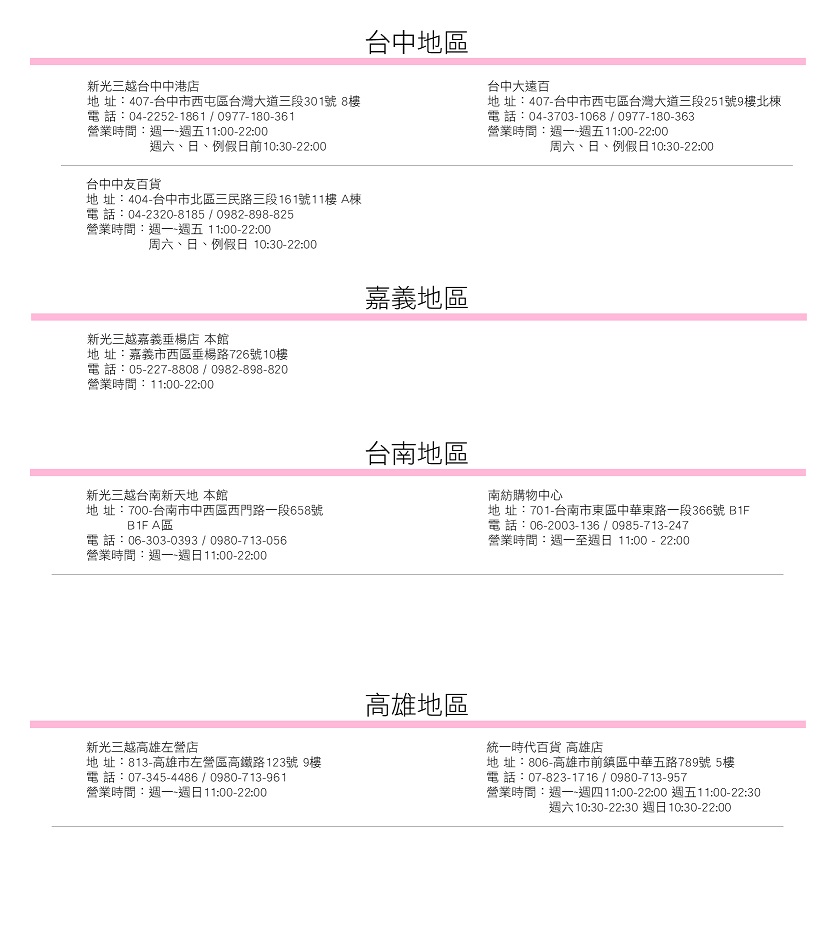 台中地區
新光三越台中中港店
地 址：407-台中市西屯區台灣大道三段301號 8樓
電 話：04-2252-1861 / 0977-180-361
營業時間：週一~週五11:00-22:00
週六、日、例假日前10:30-22:00
台中大遠百
地 址：407-台中市西屯區台灣大道三段251號9樓北棟
電 話：04-3703-1068 / 0977-180-363
營業時間：週一~週五11:00-22:00
周六、日、例假日10:30-22:00
台中中友百貨
地 址：404-台中市北區三民路三段161號11樓 A棟
電 話：04-2320-8185 / 0982-898-825
營業時間：週一~週五 11:00-22:00
周六、日、例假日 10:30-22:00
嘉義地區
新光三越嘉義垂楊店 本館
地 址：嘉義市西區垂楊路726號10樓
電 話：05-227-8808 / 0982-898-820
營業時間：11:00-22:00
台南地區
新光三越台南新天地 本館
地 址：700-台南市中西區西門路一段658號
B1F A區
電 話：06-303-0393 / 0980-713-056
營業時間：週一~週日11:00-22:00
南紡購物中心
地 址：701-台南市東區中華東路一段366號 B1F
電 話：06-2003-136 / 0985-713-247
營業時間：週一至週日 11:00 - 22:00
高雄地區
新光三越高雄左營店
地 址：813-高雄市左營區高鐵路123號 9樓
電 話：07-345-4486 / 0980-713-961
營業時間：週一~週日11:00-22:00
統一時代百貨 高雄店
地 址：806-高雄市前鎮區中華五路789號 5樓
電 話：07-823-1716 / 0980-713-957
營業時間：週一~週四11:00-22:00 週五11:00-22:30
週六10:30-22:30 週日10:30-22:00